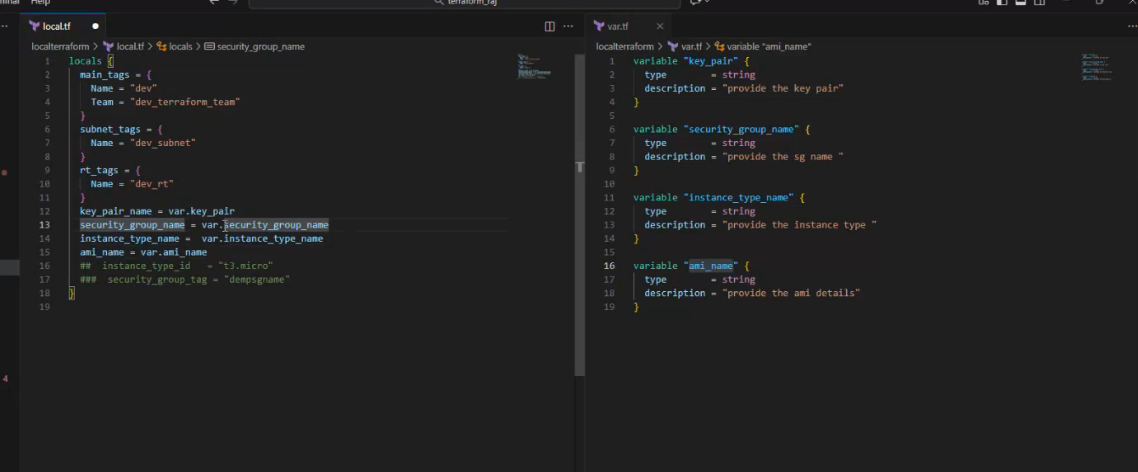 Help
terraform_raj
local.tf
localterraform > local.tf > locals > security_group_name
1 locals {
2 main_tags = {
3 Name = "dev"
4 Team = "dev_terraform_team"
5 }
6 subnet_tags = {
7 Name = "dev_subnet"
8 }
9 rt_tags = {
10 Name = "dev_rt"
11 }
12 key_pair_name = var.key_pair
13 security_group_name = var.security_group_name
14 instance_type_name =  var.instance_type_name
15 ami_name = var.ami_name
16 ##  instance_type_id   = "t3.micro"
17 ###  security_group_tag = "dempsgname"
18 }
19
4
var.tf
localterraform > var.tf > variable "ami_name"
1 variable "key_pair" {
2 type        = string
3 description = "provide the key pair"
4 }
5
6 variable "security_group_name" {
7 type        = string
8 description = "provide the sg name "
9 }
10
11 variable "instance_type_name" {
12 type        = string
13 description = "provide the instance type "
14 }
15
16 variable "ami_name" {
17 type        = string
18 description = "provide the ami details"
19 }